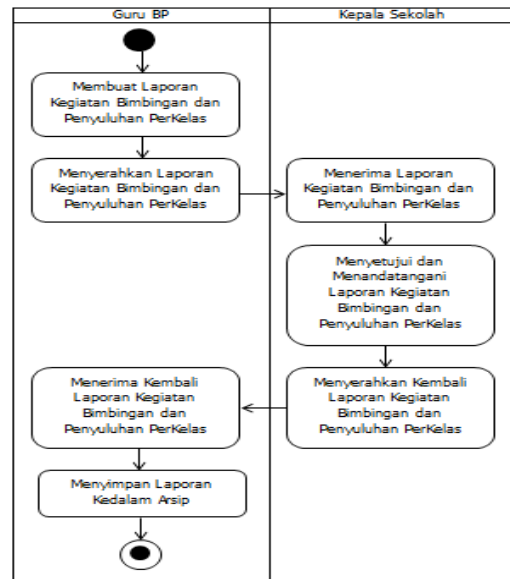 Guru BP
Kepala Sekolah
Membuat Laporan
Kegiatan Bimbingan dan
Penyuluhan PerKelas
Menyerahkan Laporan
Kegiatan Bimbingan dan
Penyuluhan PerKelas
Menerima Laporan
Kegiatan Bimbingan dan
Penyuluhan PerKelas
Menyetujui dan
Menandatangani
Laporan Kegiatan
Bimbingan dan
Penyuluhan PerKelas
Menyerahkan Kembali
Laporan Kegiatan
Bimbingan dan
Penyuluhan PerKelas
Menerima Kembali
Laporan Kegiatan
Bimbingan dan
Penyuluhan PerKelas
Menyimpan Laporan
Kedalam Arsip